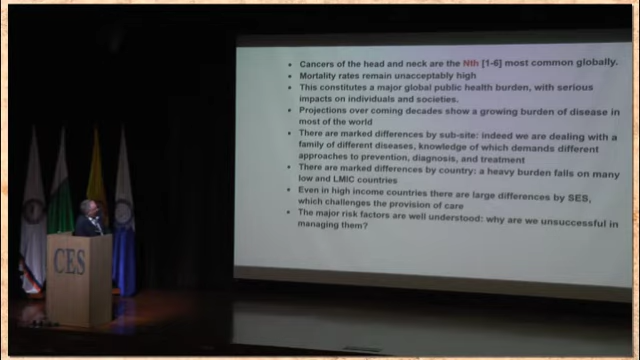 • Cancers of the head and neck are the Nth [1-6] most common globally.
• Mortality rates remain unacceptably high
• This constitutes a major global public health burden, with serious
impacts on individuals and societies.
• Projections over coming decades show a growing burden of disease in
most of the world
• There are marked differences by sub-site: indeed we are dealing with a
family of different diseases, knowledge of which demands different
approaches to prevention, diagnosis, and treatment
• There are marked differences by country: a heavy burden falls on many
low and LMIC countries
• Even in high income countries there are large differences by SES,
which challenges the provision of care
• The major risk factors are well understood: why are we unsuccessful in
managing them?
CES